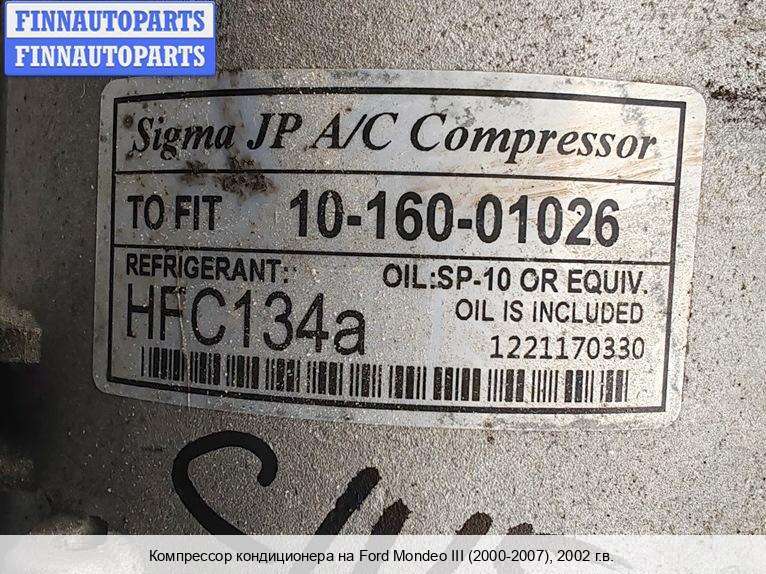 FINNAUTOPARTS
FINNAUTOPARTS
Sigma JP A/C Compressor
TO FIT 10-160-01026
REFRIGERANT: OIL:SP-10 OR EQUIV.
HFC134a OIL IS INCLUDED
1221170330
Компрессор кондиционера на Ford Mondeo III (2000-2007), 2002 г.в.